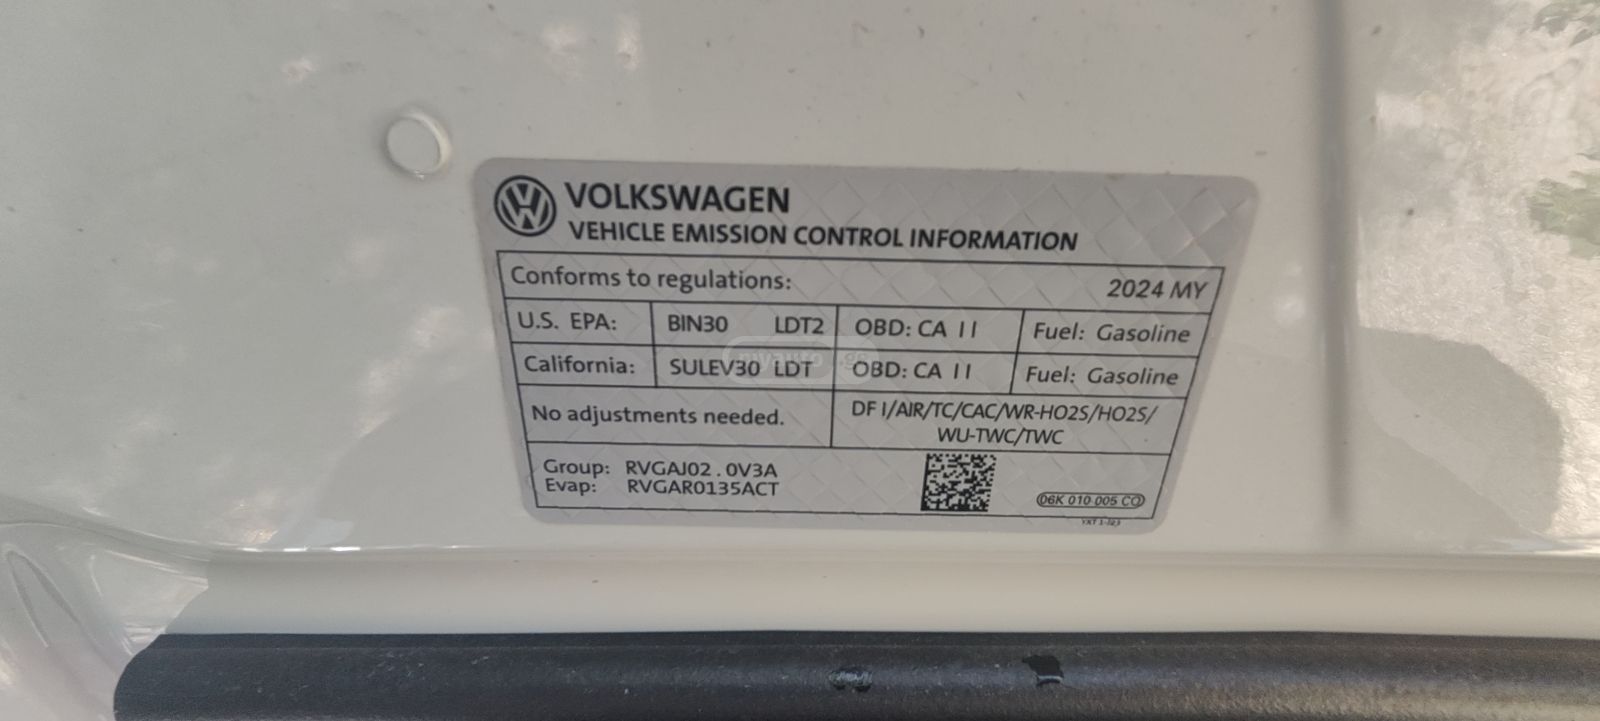 VOLKSWAGEN
VEHICLE EMISSION CONTROL INFORMATION
Conforms to regulations: 2024 MY
U.S. EPA: BIN30 LDT2 OBD: CA II Fuel: Gasoline
California: SULEV30 LDT OBD: CA II Fuel: Gasoline
No adjustments needed.
DFI/AIR/TC/CAC/WR-HO2S/HO2S/
WU-TWC/TWC
Group: RVGAJ02.0V3A
Evap: RVGAR0135ACT
06K 010 005 CQ